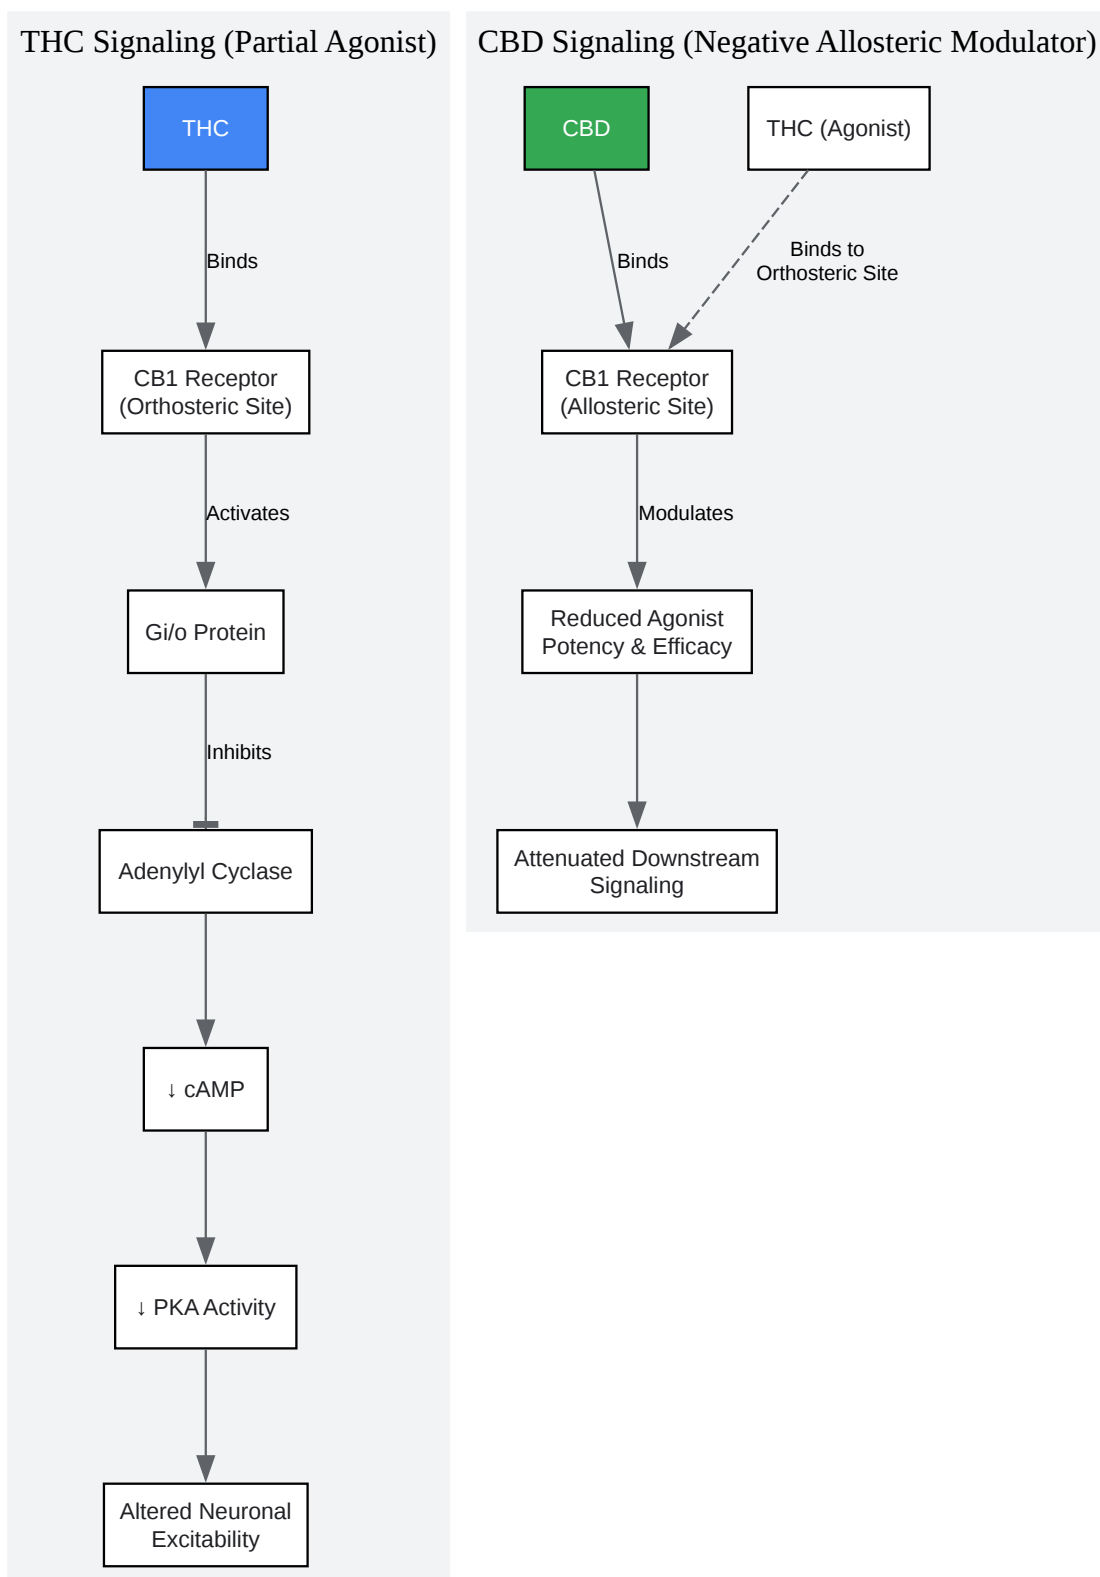 THC Signaling (Partial Agonist)
THC
Binds
CB1 Receptor
(Orthosteric Site)
Activates
Gi/o Protein
Inhibits
Adenylyl Cyclase
↓ cAMP
↓ PKA Activity
Altered Neuronal
Excitability
CBD Signaling (Negative Allosteric Modulator)
CBD
THC (Agonist)
Binds
Binds to
Orthosteric Site
CB1 Receptor
(Allosteric Site)
Modulates
Reduced Agonist
Potency & Efficacy
Attenuated Downstream
Signaling